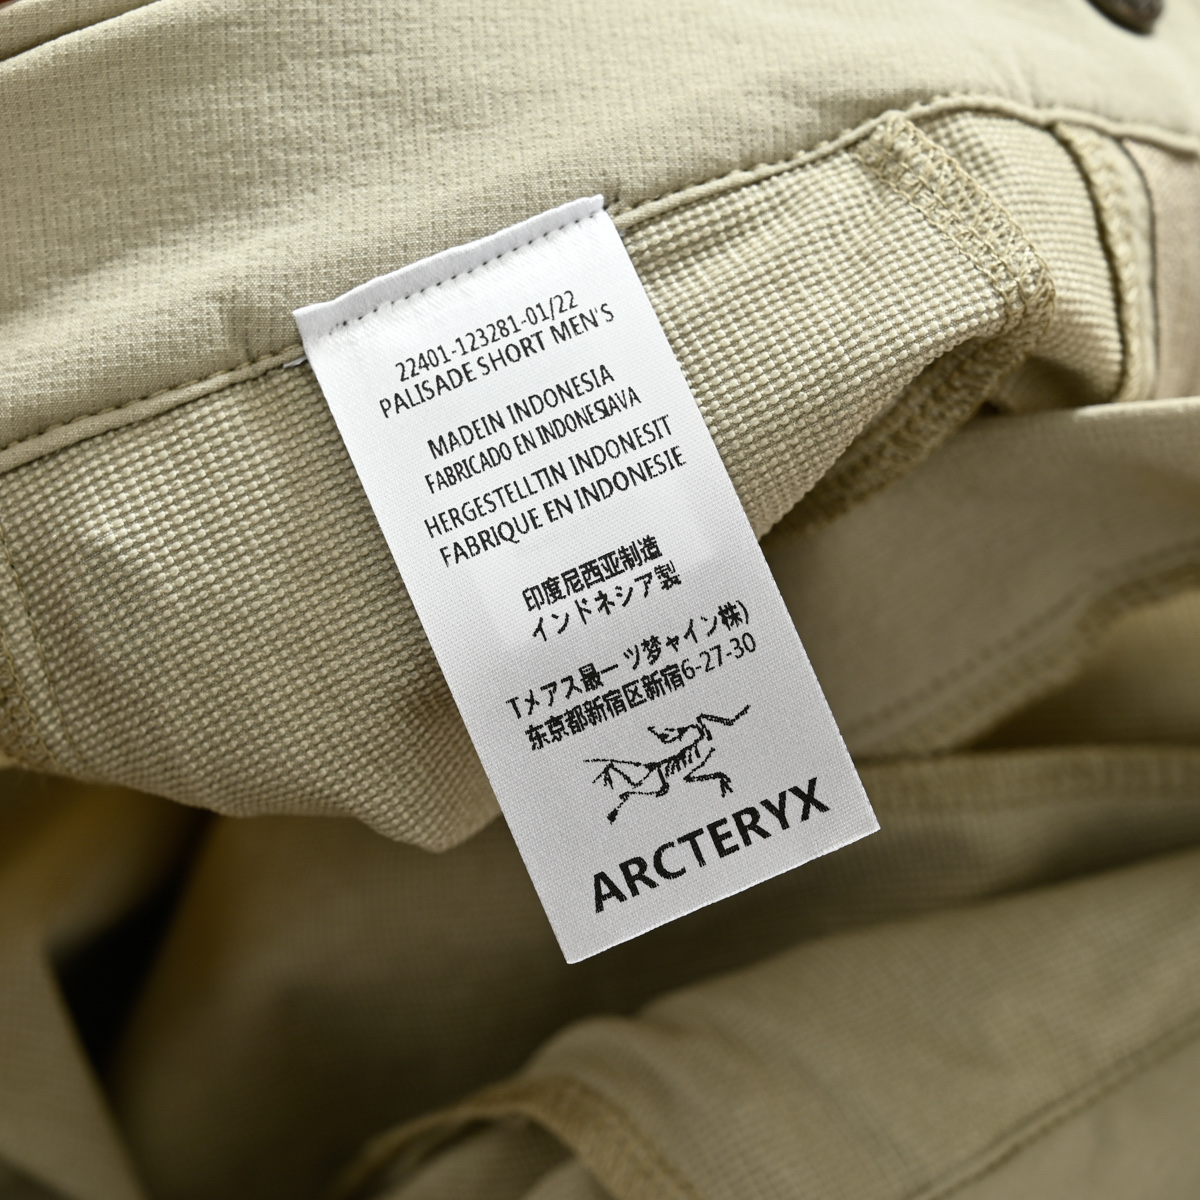 22401-123281-01/22
PALISADE SHORT MEN'S
MADEIN INDONESIA
FABRICADO EN INDONESIAVA
HERGESTELLTIN INDONESIT
FABRIQUE EN INDONESIE
印度尼西亚制造
インドネシア製
Tメアス最一ツ梦ャイン株)
东京都新宿区新宿6-27-30
ARCTERYX